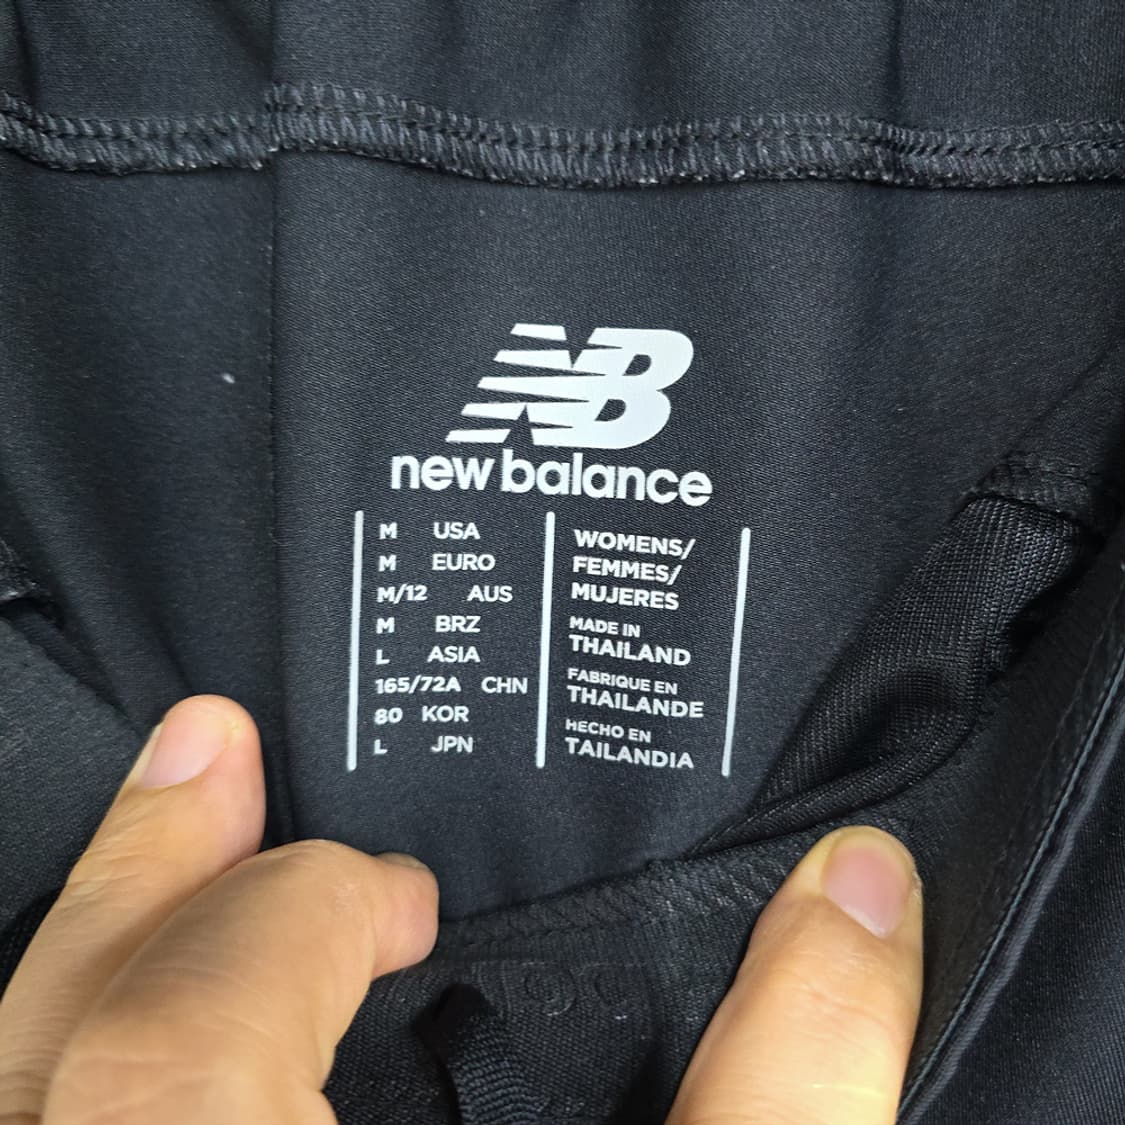 NB
new balance
M USA
M EURO
M/12 AUS
M BRZ
L ASIA
165/72A CHN
80 KOR
L JPN
WOMENS/
FEMMES/
MUJERES
MADE IN
THAILAND
FABRIQUE EN
THAILANDE
HECHO EN
TAILANDIA